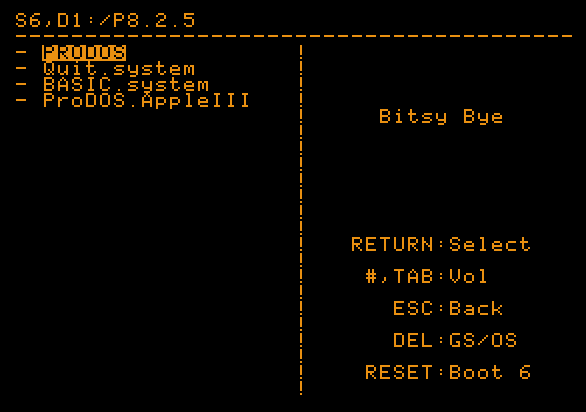 S6,D1:/P8.2.5
- PRODOS
- Quit.system
- BASIC.system
- ProDOS.AppleIII
Bitsy Bye
RETURN:Select
#,TAB:Vol
ESC:Back
DEL:GS/OS
RESET:Boot 6